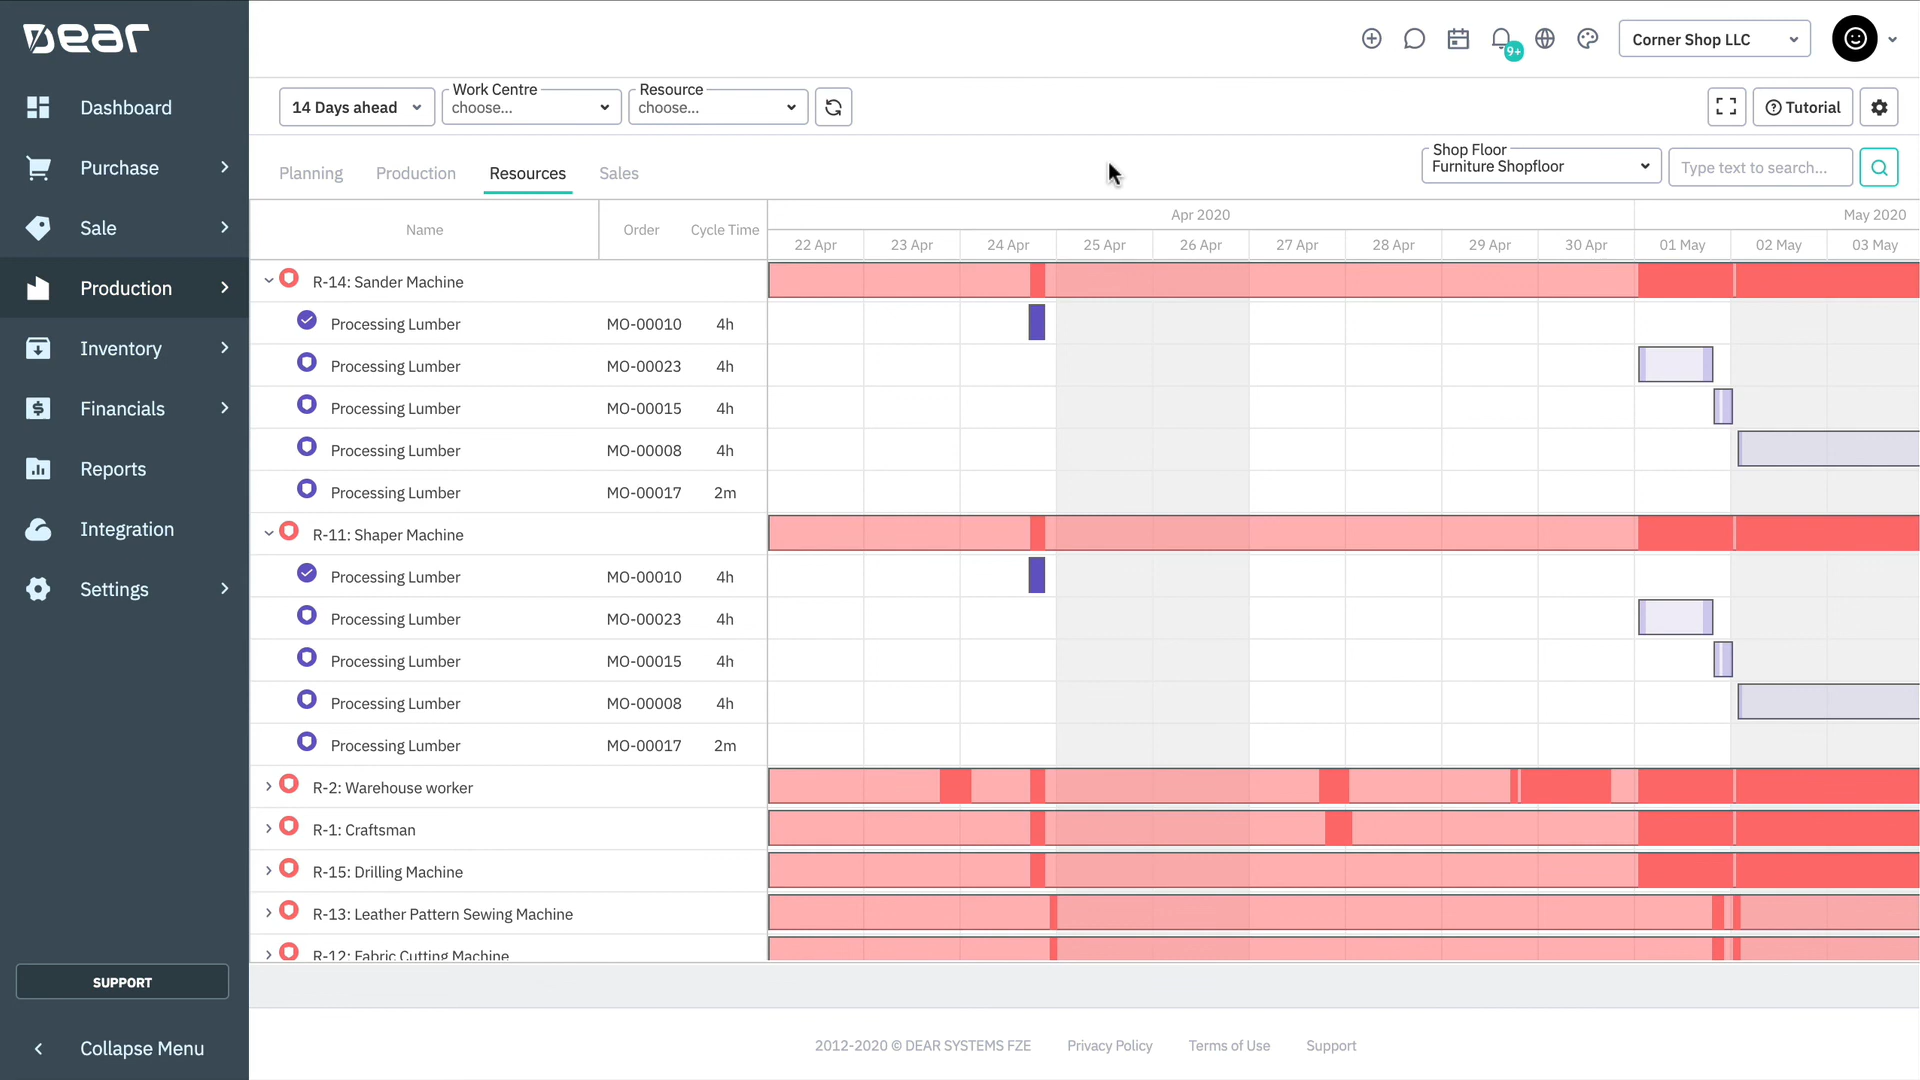 DEAR
Dashboard
Purchase
Sale
Production
Inventory
Financials
Reports
Integration
Settings
SUPPORT
Collapse Menu
9+
Corner Shop LLC
14 Days ahead
Work Centre
choose...
Resource
choose...
Tutorial
Planning
Production
Resources
Sales
Shop Floor
Furniture Shopfloor
Type text to search...
Name
Order
Cycle Time
Apr 2020
May 2020
22 Apr
23 Apr
24 Apr
25 Apr
26 Apr
27 Apr
28 Apr
29 Apr
30 Apr
01 May
02 May
03 May
R-14: Sander Machine
Processing Lumber MO-00010 4h
Processing Lumber MO-00023 4h
Processing Lumber MO-00015 4h
Processing Lumber MO-00008 4h
Processing Lumber MO-00017 2m
R-11: Shaper Machine
Processing Lumber MO-00010 4h
Processing Lumber MO-00023 4h
Processing Lumber MO-00015 4h
Processing Lumber MO-00008 4h
Processing Lumber MO-00017 2m
R-2: Warehouse worker
R-1: Craftsman
R-15: Drilling Machine
R-13: Leather Pattern Sewing Machine
R-12: Fabric Cutting Machine
2012-2020 © DEAR SYSTEMS FZE
Privacy Policy
Terms of Use
Support